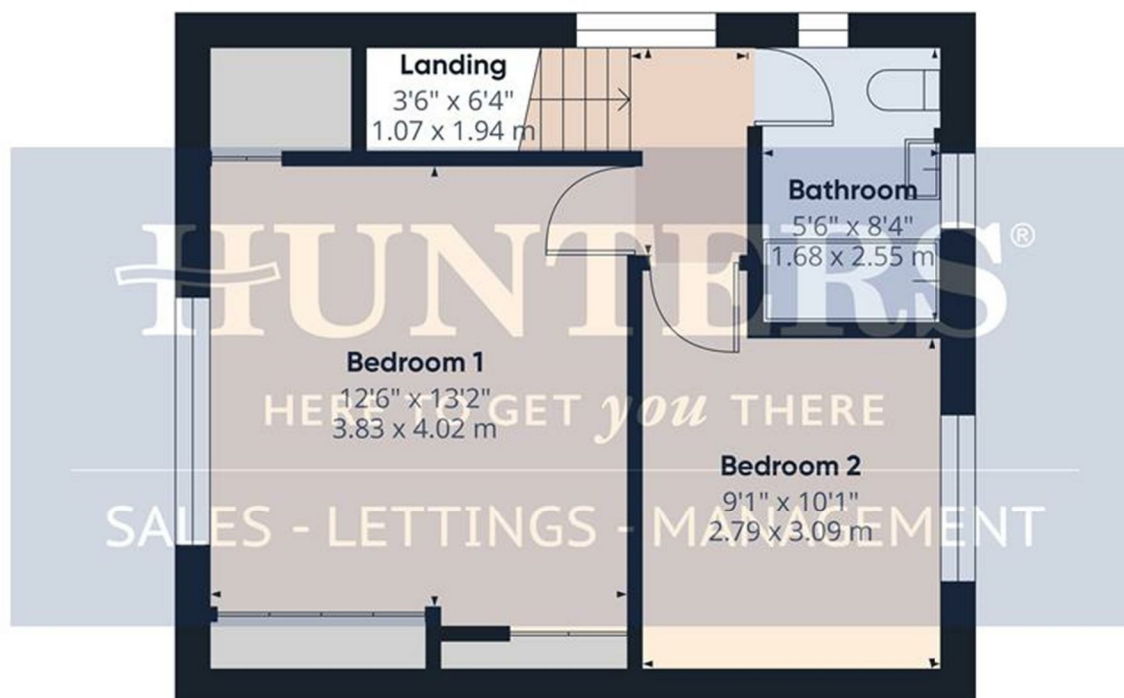 Landing
3'6" x 6'4"
1.07 x 1.94 m
Bathroom
5'6" x 8'4"
1.68 x 2.55 m
HUNTERS®
Bedroom 1
12'6" x 13'2"
3.83 x 4.02 m
HERE TO GET you THERE
Bedroom 2
9'1" x 10'1"
2.79 x 3.09 m
SALES - LETTINGS - MANAGEMENT